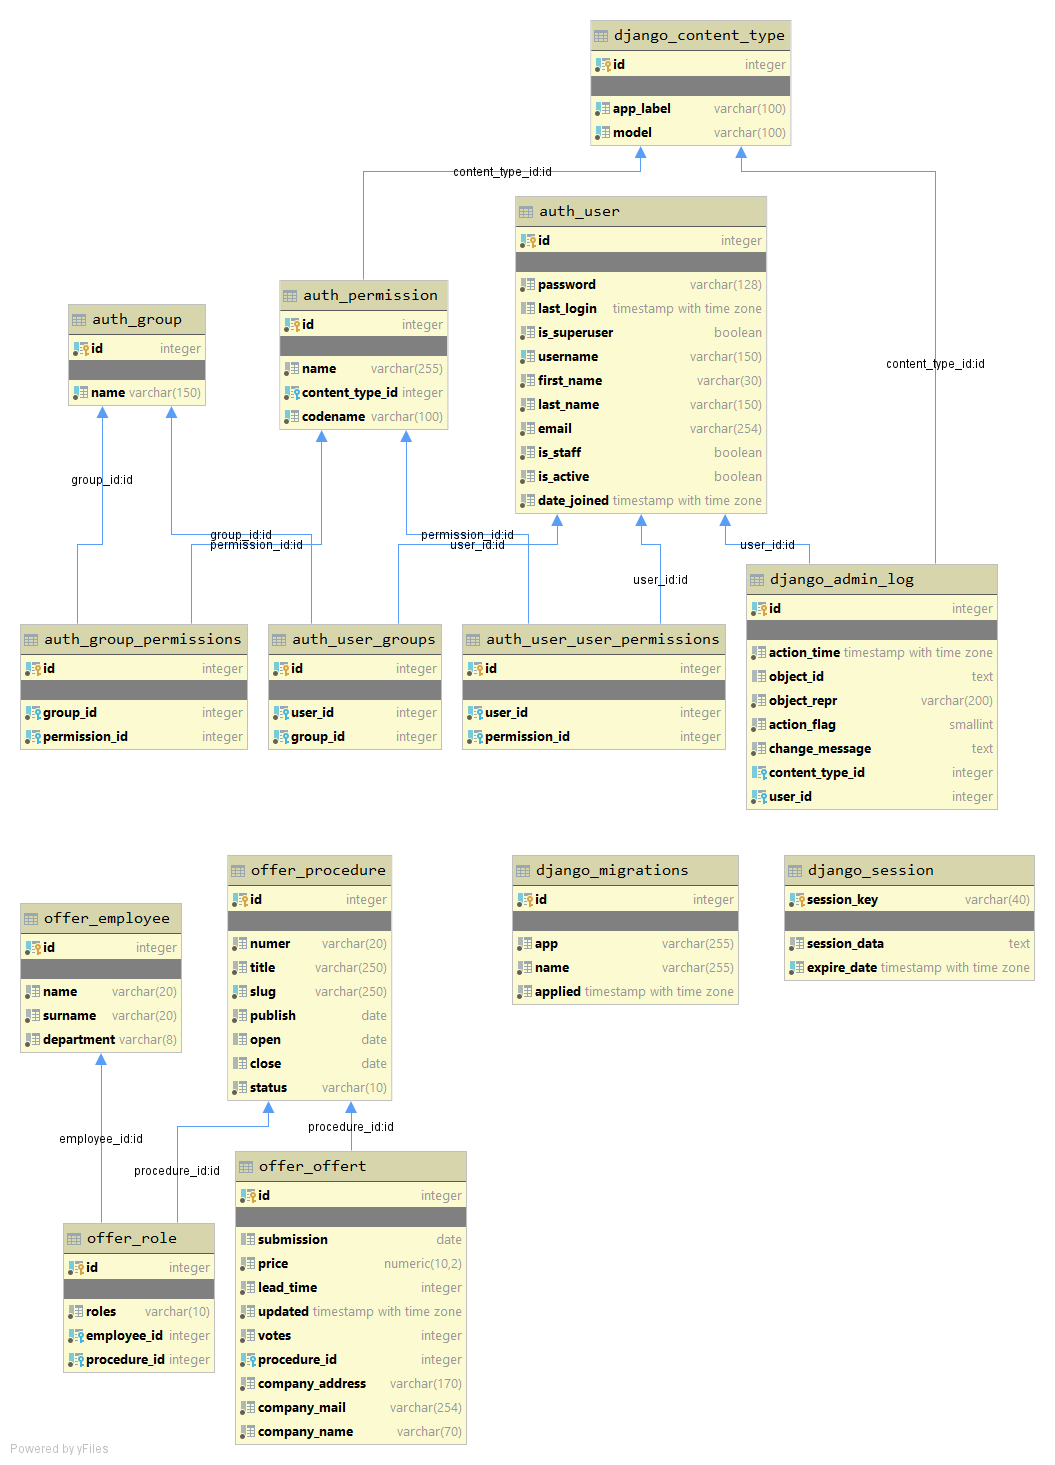 django_content_type
id integer
app_label varchar(100)
model varchar(100)
content_type_id:id
content_type_id:id
auth_user
id integer
password varchar(128)
last_login timestamp with time zone
is_superuser boolean
username varchar(150)
first_name varchar(30)
last_name varchar(150)
email varchar(254)
is_staff boolean
is_active boolean
date_joined timestamp with time zone
auth_permission
id integer
name varchar(255)
content_type_id integer
codename varchar(100)
auth_group
id integer
name varchar(150)
group_id:id
group_id:id
permission_id:id
permission_id:id
user_id:id
user_id:id
user_id:id
auth_group_permissions
id integer
group_id integer
permission_id integer
auth_user_groups
id integer
user_id integer
group_id integer
auth_user_user_permissions
id integer
user_id integer
permission_id integer
django_admin_log
id integer
action_time timestamp with time zone
object_id text
object_repr varchar(200)
action_flag smallint
change_message text
content_type_id integer
user_id integer
offer_employee
id integer
name varchar(20)
surname varchar(20)
department varchar(8)
offer_procedure
id integer
numer varchar(20)
title varchar(250)
slug varchar(250)
publish date
open date
close date
status varchar(10)
django_migrations
id integer
app varchar(255)
name varchar(255)
applied timestamp with time zone
django_session
session_key varchar(40)
session_data text
expire_date timestamp with time zone
employee_id:id
procedure_id:id
procedure_id:id
offer_role
id integer
roles varchar(10)
employee_id integer
procedure_id integer
offer_offert
id integer
submission date
price numeric(10,2)
lead_time integer
updated timestamp with time zone
votes integer
procedure_id integer
company_address varchar(170)
company_mail varchar(254)
company_name varchar(70)
Powered by yFiles